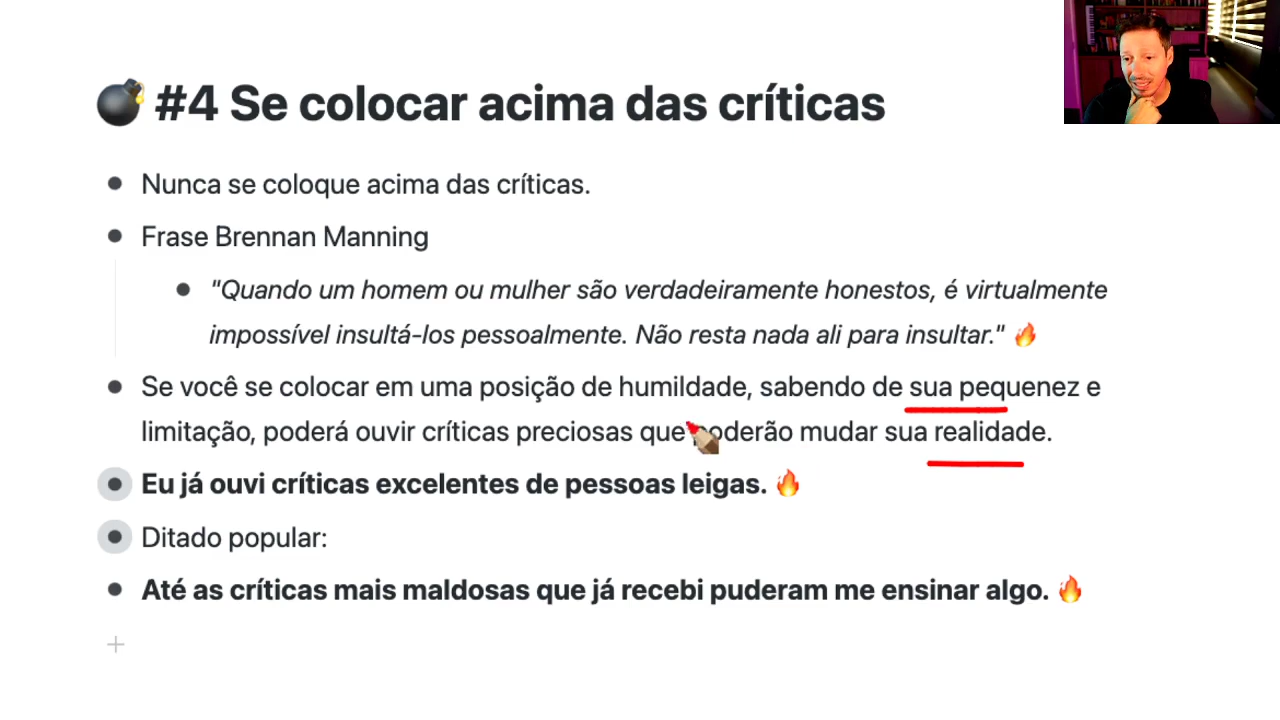 #4 Se colocar acima das críticas
Nunca se coloque acima das críticas.
Frase Brennan Manning
"Quando um homem ou mulher são verdadeiramente honestos, é virtualmente
impossível insultá-los pessoalmente. Não resta nada ali para insultar."
Se você se colocar em uma posição de humildade, sabendo de sua pequenez e
limitação, poderá ouvir críticas preciosas que poderão mudar sua realidade.
Eu já ouvi críticas excelentes de pessoas leigas.
Ditado popular:
Até as críticas mais maldosas que já recebi puderam me ensinar algo.